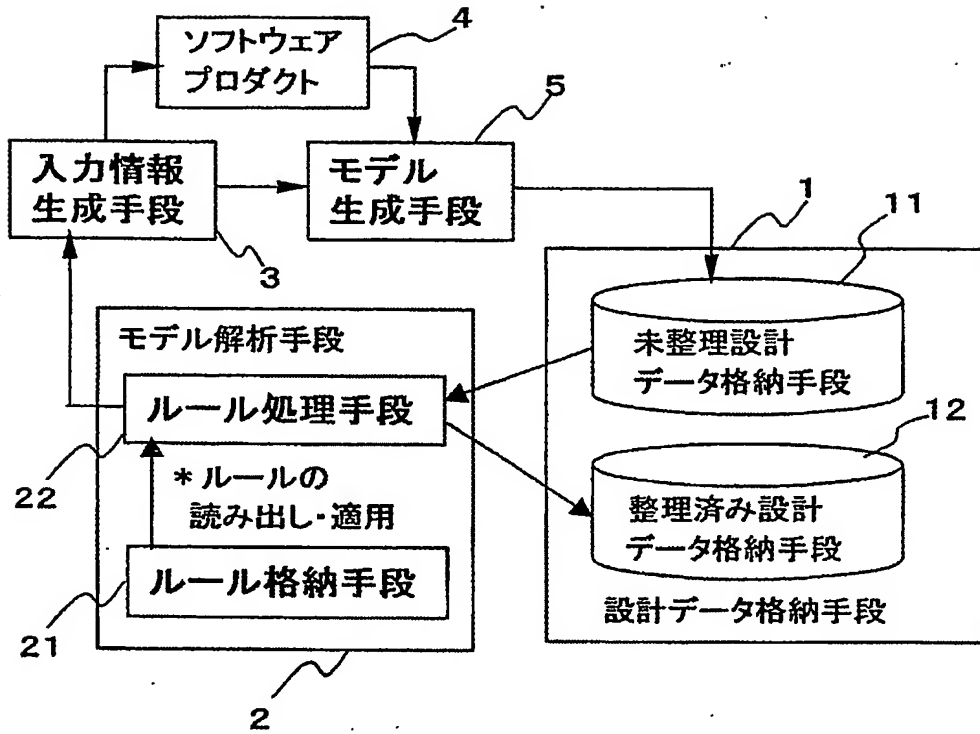 4
ソフトウェア
プロダクト
5
入力情報
生成手段
モデル
生成手段
1
11
3
モデル解析手段
未整理設計
データ格納手段
ルール処理手段
12
22
*ルールの
読み出し・適用
整理済み設計
データ格納手段
ルール格納手段
21
設計データ格納手段
2